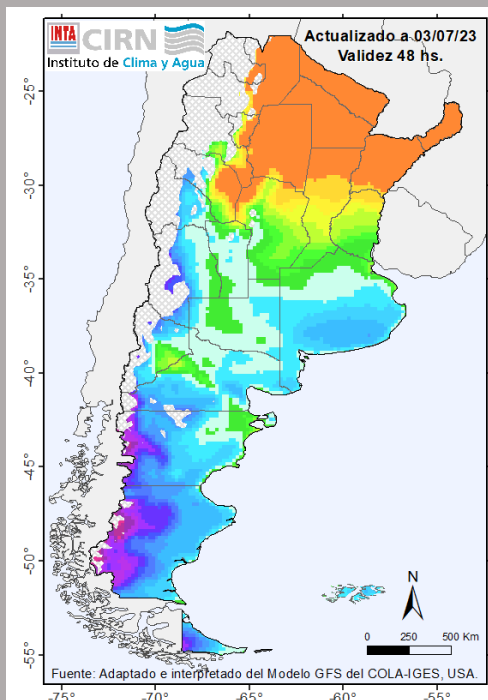 INTA CIRN
Instituto de Clima y Agua
Actualizado a 03/07/23
Validez 48 hs.
-25°
-30°
-35°
-40°
-45°
-50°
-55°
N
0 250 500 Km
Fuente: Adaptado e interpretado del Modelo GFS del COLA-IGES, USA.
-75° -70° -65° -60° -55°